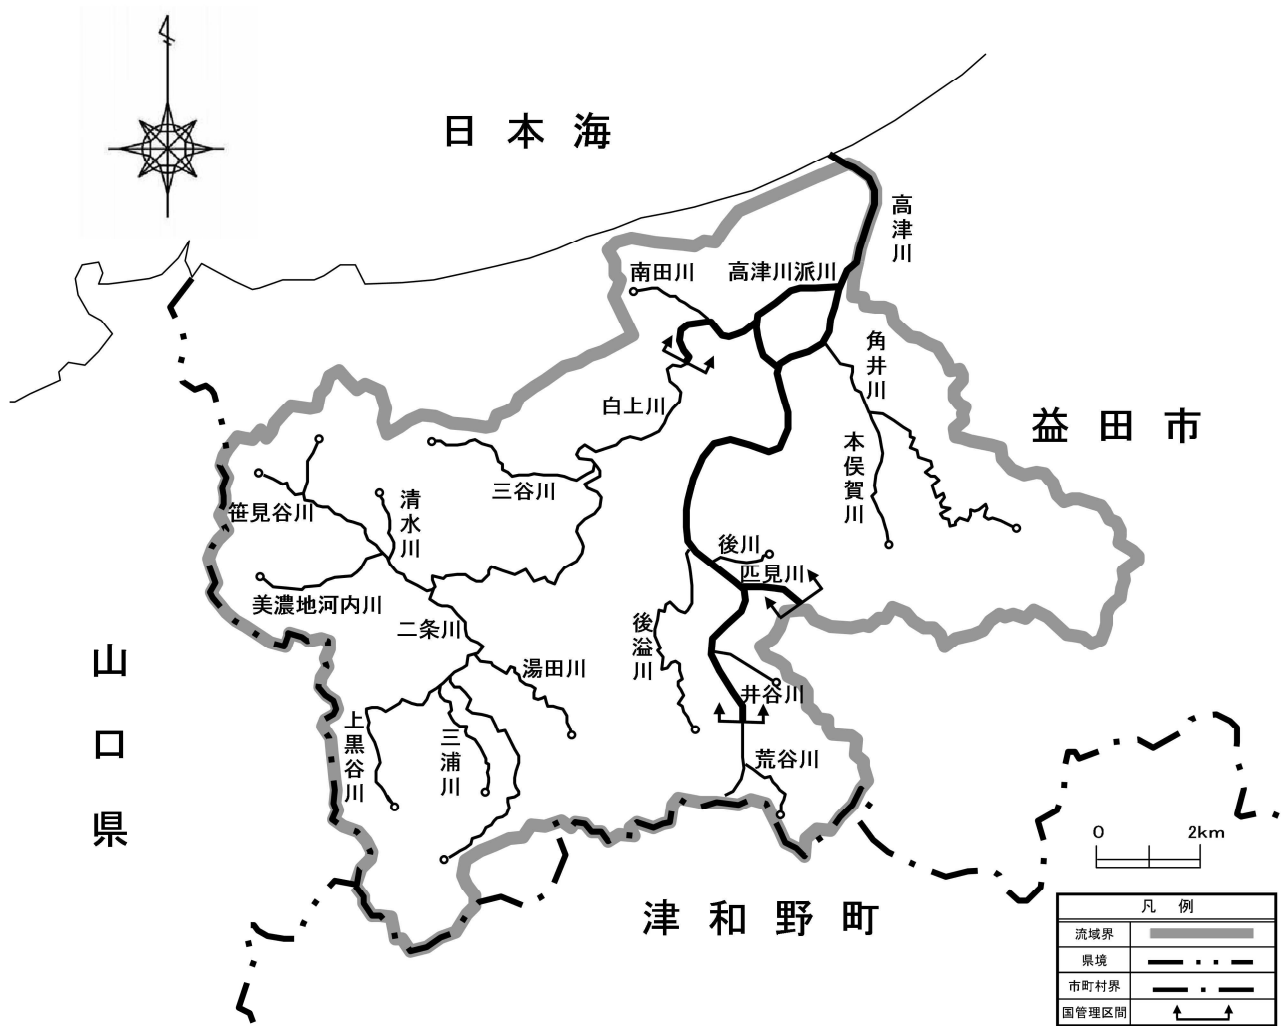 日本海
高津川
南田川
高津川派川
角井川
白上川
益田市
本俣賀川
三谷川
清水川
笹見谷川
後川
匹見川
美濃地河内川
二条川
後溢川
湯田川
山口県
井谷川
上黒谷川
三浦川
荒谷川
0 2km
津和野町
凡例
流域界
県境
市町村界
国管理区間